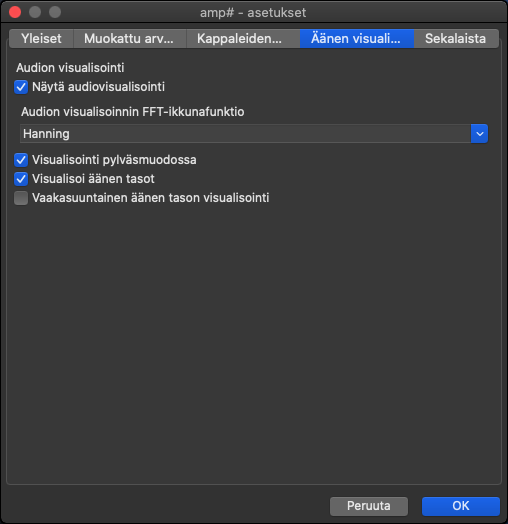 amp# - asetukset
Yleiset Muokattu arv... Kappaleiden... Äänen visuali... Sekalaista
Audion visualisointi
Näytä audiovisualisointi
Audion visualisoinnin FFT-ikkunafunktio
Hanning
Visualisointi pylväsmuodossa
Visualisoi äänen tasot
Vaakasuuntainen äänen tason visualisointi
Peruuta OK